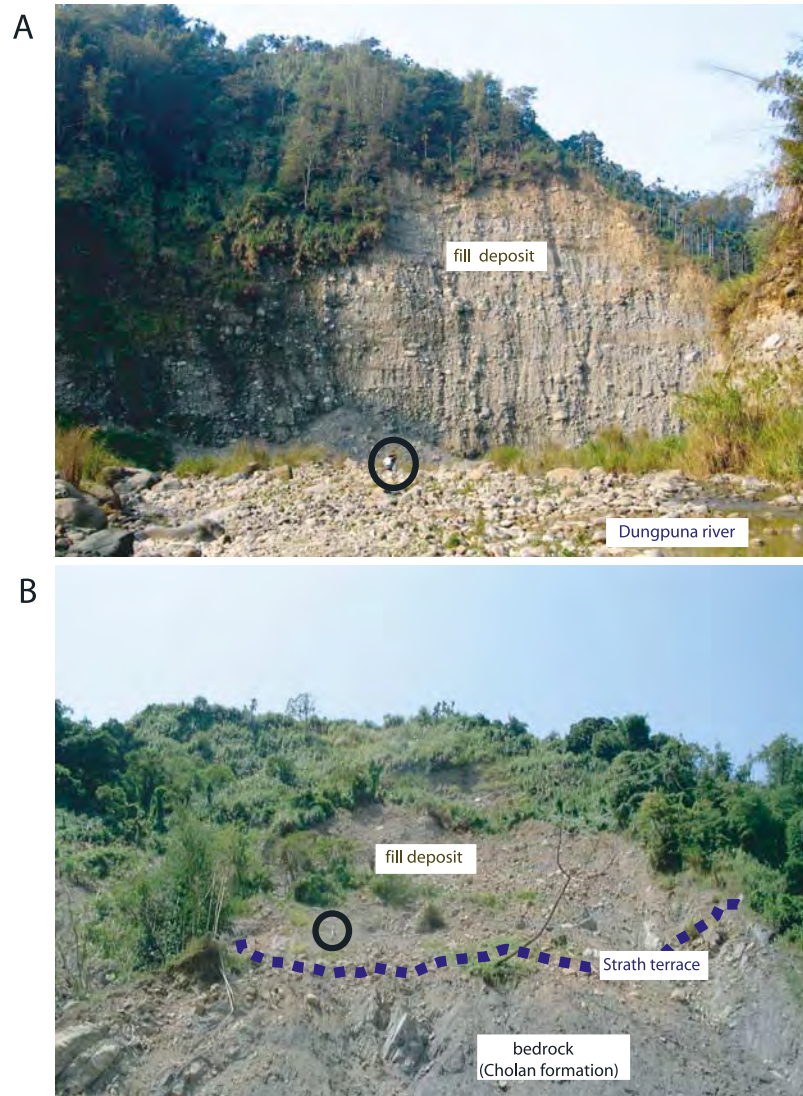 A
fill deposit
Dungpuna river
B
fill deposit
Strath terrace
bedrock
(Cholan formation)